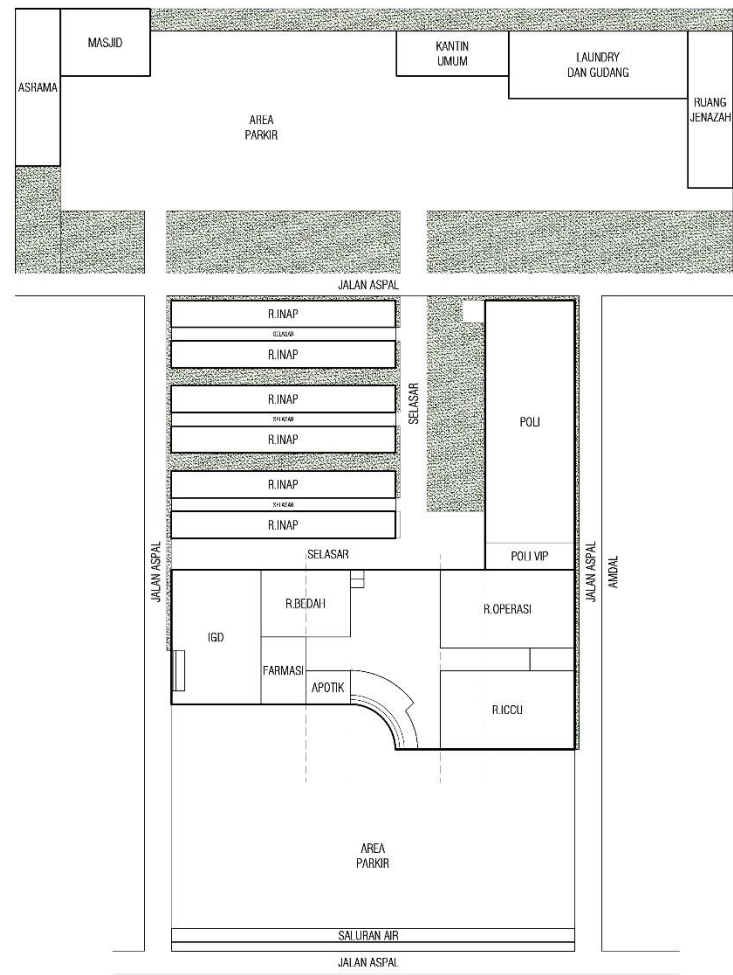 MASJID
KANTIN
UMUM
LAUNDRY
DAN GUDANG
ASRAMA
RUANG
JENAZAH
AREA
PARKIR
JALAN ASPAL
R.INAP
SELASAR
R.INAP
R.INAP
SELASAR
R.INAP
R.INAP
SELASAR
R.INAP
SELASAR
POLI
SELASAR
POLI VIP
JALAN ASPAL
JALAN ASPAL
AMDAL
R.BEDAH
R.OPERASI
IGD
FARMASI
APOTIK
R.ICCU
AREA
PARKIR
SALURAN AIR
JALAN ASPAL